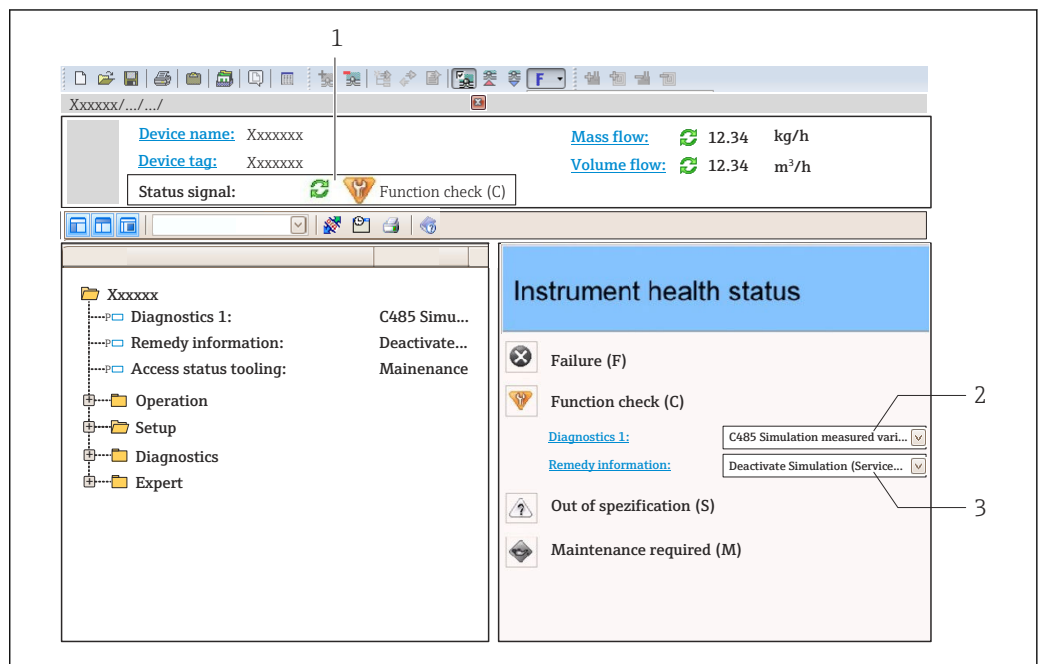 1
F
Xxxxxx/.../.../
Device name: Xxxxxxx
Mass flow: 12.34 kg/h
Device tag: Xxxxxxx
Volume flow: 12.34 m³/h
Status signal: Function check (C)
Xxxxxx
Diagnostics 1: C485 Simu...
Remedy information: Deactivate...
Access status tooling: Mainenance
Operation
Setup
Diagnostics
Expert
Instrument health status
Failure (F)
Function check (C)
2
Diagnostics 1: C485 Simulation measured vari...
Remedy information: Deactivate Simulation (Service...
Out of spezification (S)
3
Maintenance required (M)